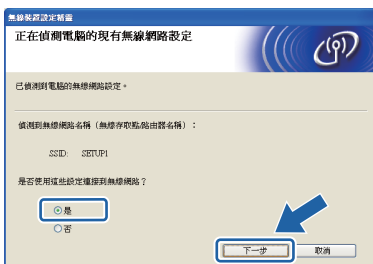 無線裝置設定精靈
正在偵測電腦的現有無線網路設定
已偵測到電腦的無線網路設定。
偵測到無線網路名稱（無線存取點/路由器名稱）：
SSID: SETUP1
是否使用這些設定連接到無線網路？
是
否
下一步 取消